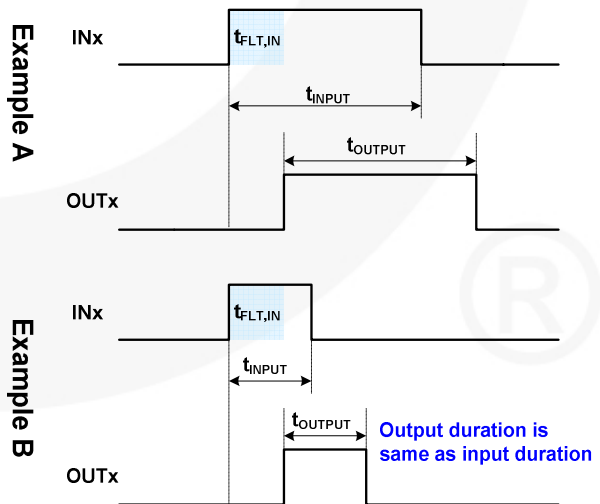 Example A
INx
tFLT,IN
tINPUT
tOUTPUT
OUTx
Example B
INx
tFLT,IN
tINPUT
tOUTPUT
Output duration is
same as input duration
OUTx
®